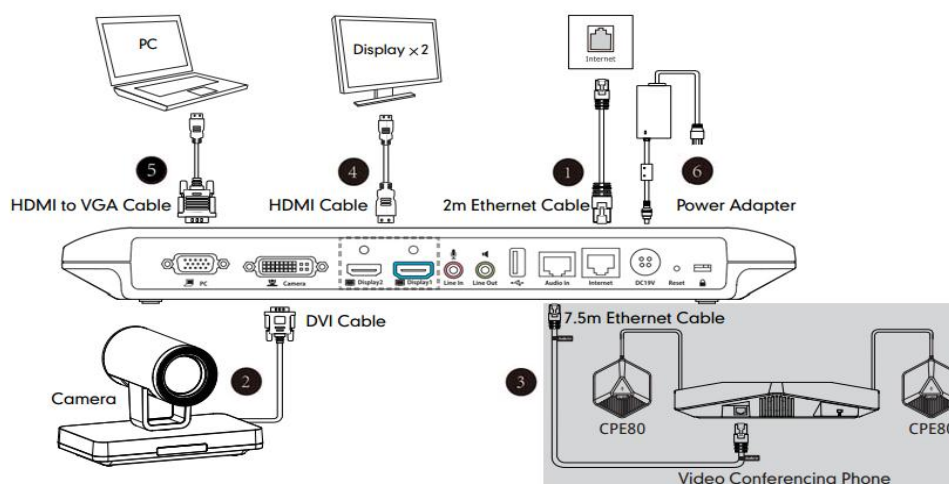 PC
Display ×2
Internet
5
4
1
6
HDMI to VGA Cable
HDMI Cable
2m Ethernet Cable
Power Adapter
PC
Camera
Display2
Display1
Line In
Line Out
Audio In
Internet
DC19V
Reset
DVI Cable
7.5m Ethernet Cable
2
3
Camera
CPE80
CPE80
Video Conferencing Phone